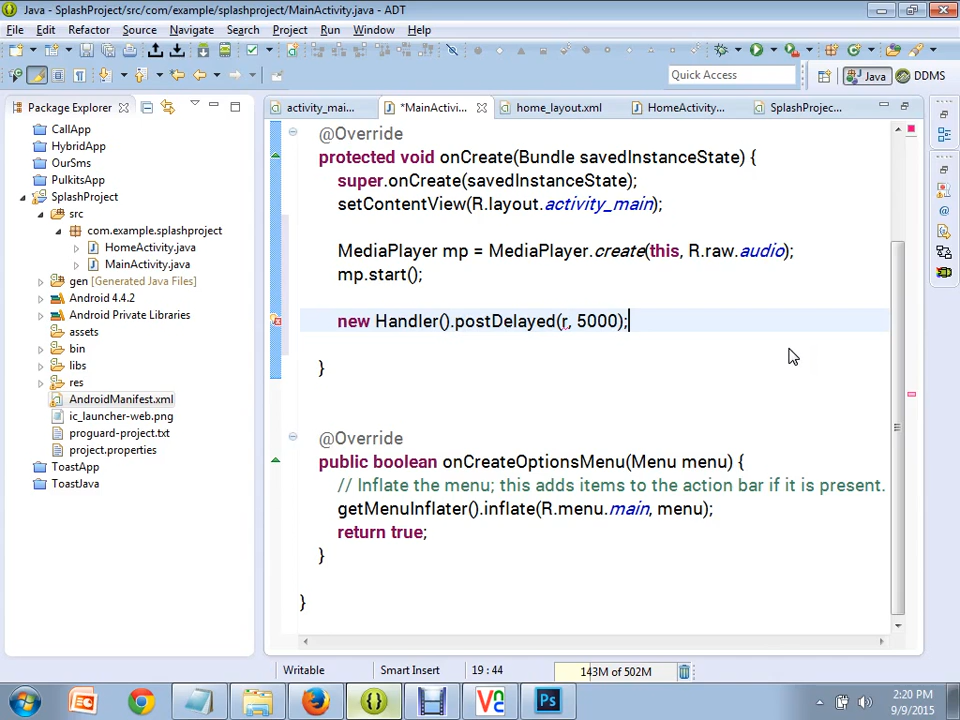 Java - SplashProject/src/com/example/splashproject/MainActivity.java - ADT
File Edit Refactor Source Navigate Search Project Run Window Help
Quick Access
Java
DDMS
Package Explorer
activity_mai...
*MainActivi...
home_layout.xml
HomeActivity...
SplashProjec...
CallApp
HybridApp
OurSms
PulkitsApp
SplashProject
src
com.example.splashproject
HomeActivity.java
MainActivity.java
gen [Generated Java Files]
Android 4.4.2
Android Private Libraries
assets
bin
libs
res
AndroidManifest.xml
ic_launcher-web.png
proguard-project.txt
project.properties
ToastApp
ToastJava
@Override
protected void onCreate(Bundle savedInstanceState) {
super.onCreate(savedInstanceState);
setContentView(R.layout.activity_main);
MediaPlayer mp = MediaPlayer.create(this, R.raw.audio);
mp.start();
new Handler().postDelayed(r, 5000);
}
@Override
public boolean onCreateOptionsMenu(Menu menu) {
// Inflate the menu; this adds items to the action bar if it is present.
getMenuInflater().inflate(R.menu.main, menu);
return true;
}
}
Writable
Smart Insert
19 : 44
143M of 502M
2:20 PM
9/9/2015